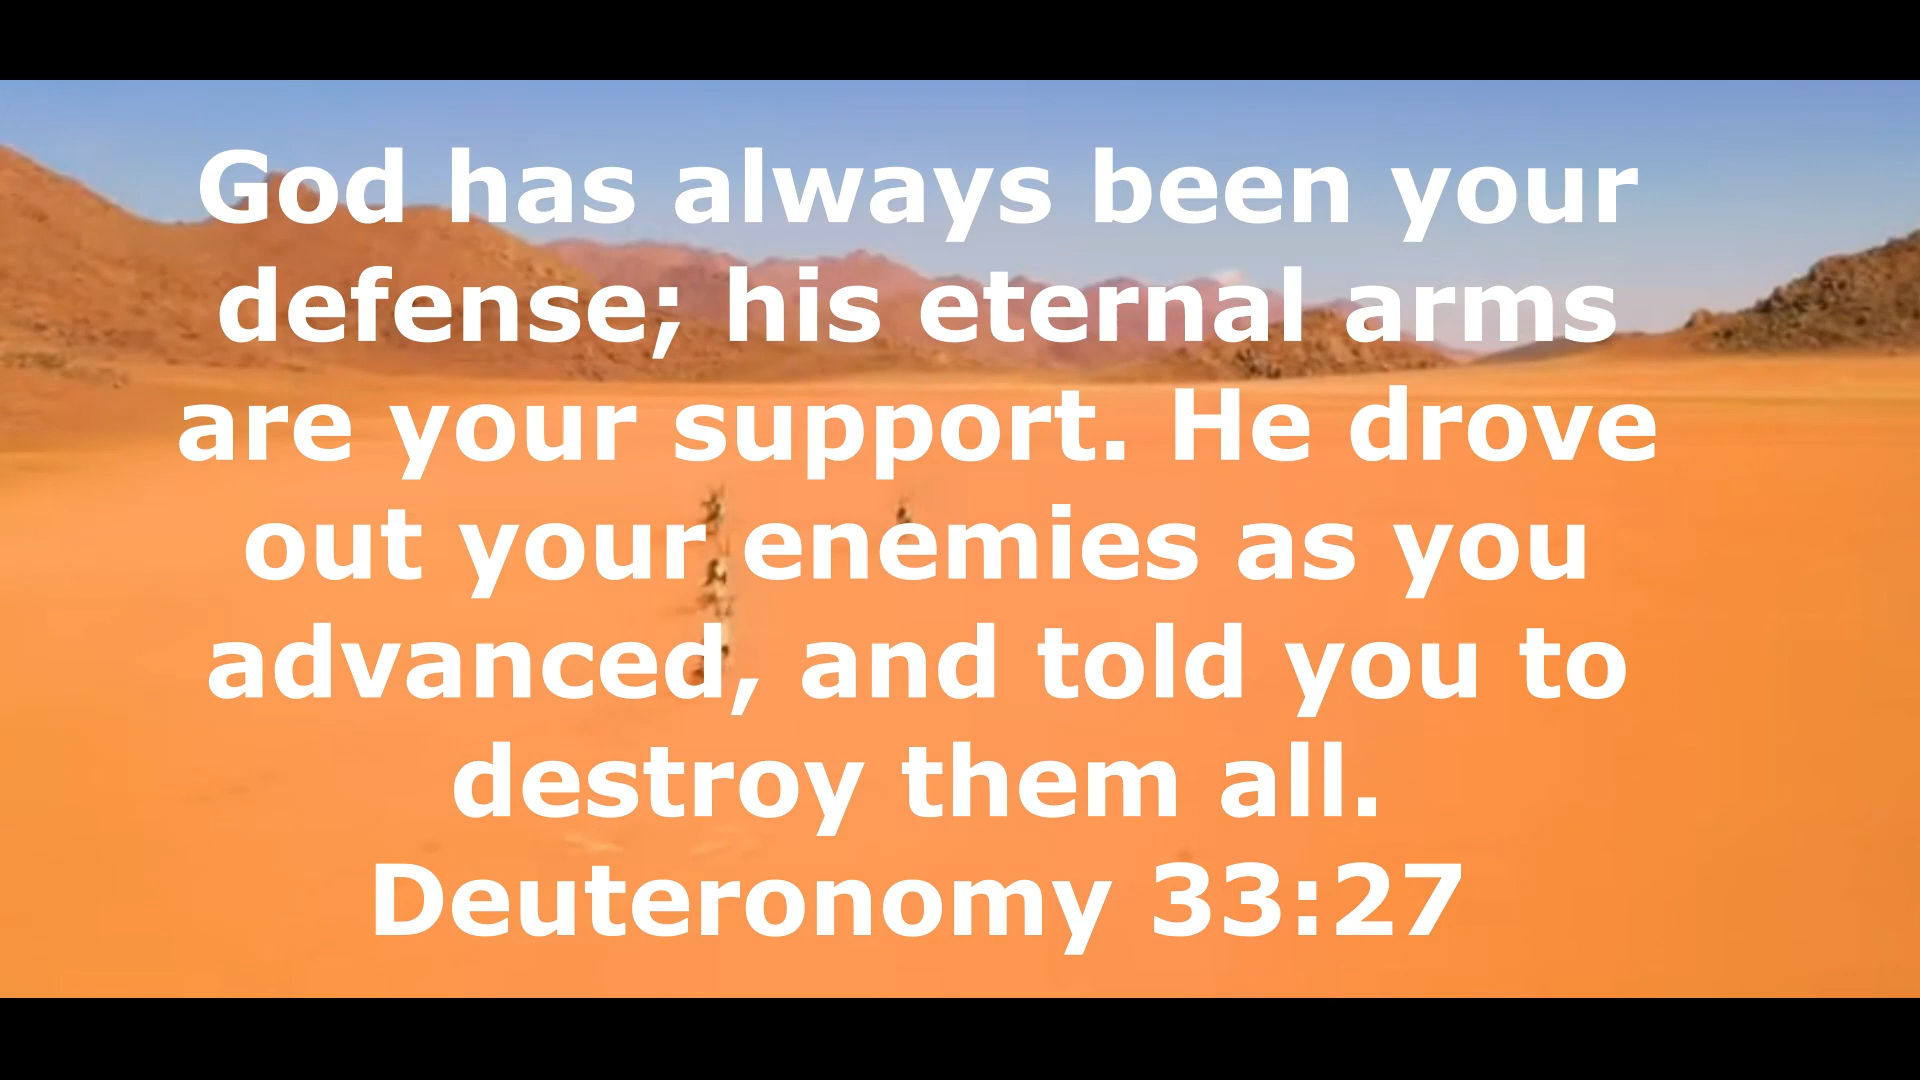 God has always been your
defense; his eternal arms
are your support. He drove
out your enemies as you
advanced, and told you to
destroy them all.
Deuteronomy 33:27